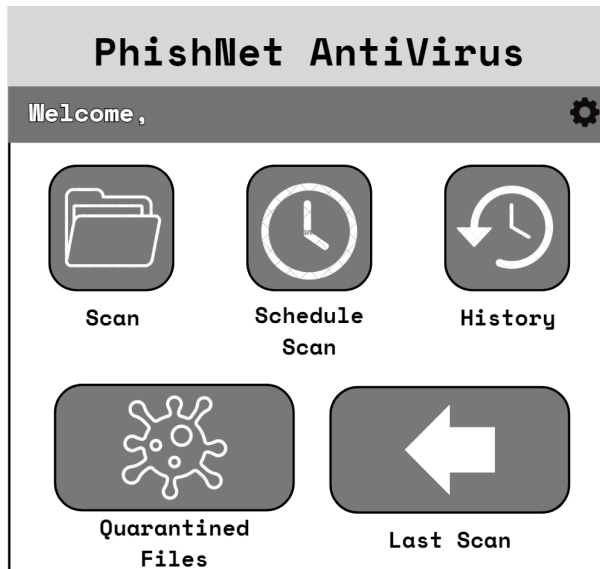 PhishNet AntiVirus
Welcome,
Scan
Schedule
Scan
History
Quarantined
Files
Last Scan